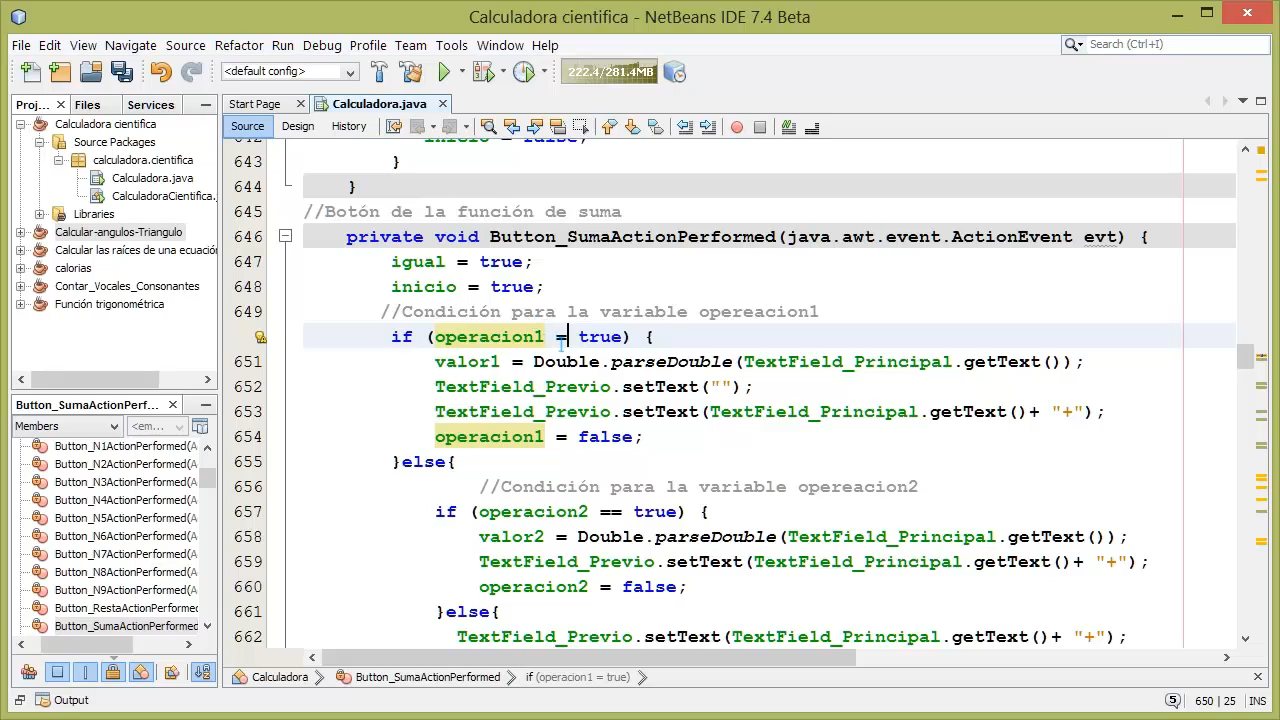 Calculadora cientifica - NetBeans IDE 7.4 Beta
File Edit View Navigate Source Refactor Run Debug Profile Team Tools Window Help
Search (Ctrl+I)
<default config>
222.4/281.4MB
Proj... Files Services
Start Page Calculadora.java
Source Design History
Calculadora cientifica
Source Packages
calculadora.cientifica
Calculadora.java
CalculadoraCientifica.
Libraries
Calcular-angulos-Triangulo
Calcular las raíces de una ecuació
calorias
Contar_Vocales_Consonantes
Función trigonométrica
Button_SumaActionPerf...
Members <em...
Button_N1ActionPerformed(A
Button_N2ActionPerformed(A
Button_N3ActionPerformed(A
Button_N4ActionPerformed(A
Button_N5ActionPerformed(A
Button_N6ActionPerformed(A
Button_N7ActionPerformed(A
Button_N8ActionPerformed(A
Button_N9ActionPerformed(A
Button_RestaActionPerformed
Button_SumaActionPerformed
643 }
644 }
645 //Botón de la función de suma
646 private void Button_SumaActionPerformed(java.awt.event.ActionEvent evt) {
647 igual = true;
648 inicio = true;
649 //Condición para la variable opereacion1
if (operacion1 = true) {
651 valor1 = Double.parseDouble(TextField_Principal.getText());
652 TextField_Previo.setText("");
653 TextField_Previo.setText(TextField_Principal.getText()+ "+");
654 operacion1 = false;
655 }else{
656 //Condición para la variable opereacion2
657 if (operacion2 == true) {
658 valor2 = Double.parseDouble(TextField_Principal.getText());
659 TextField_Previo.setText(TextField_Principal.getText()+ "+");
660 operacion2 = false;
661 }else{
662 TextField_Previo.setText(TextField_Principal.getText()+ "+");
Calculadora Button_SumaActionPerformed if (operacion1 = true)
Output
5 650 | 25 INS